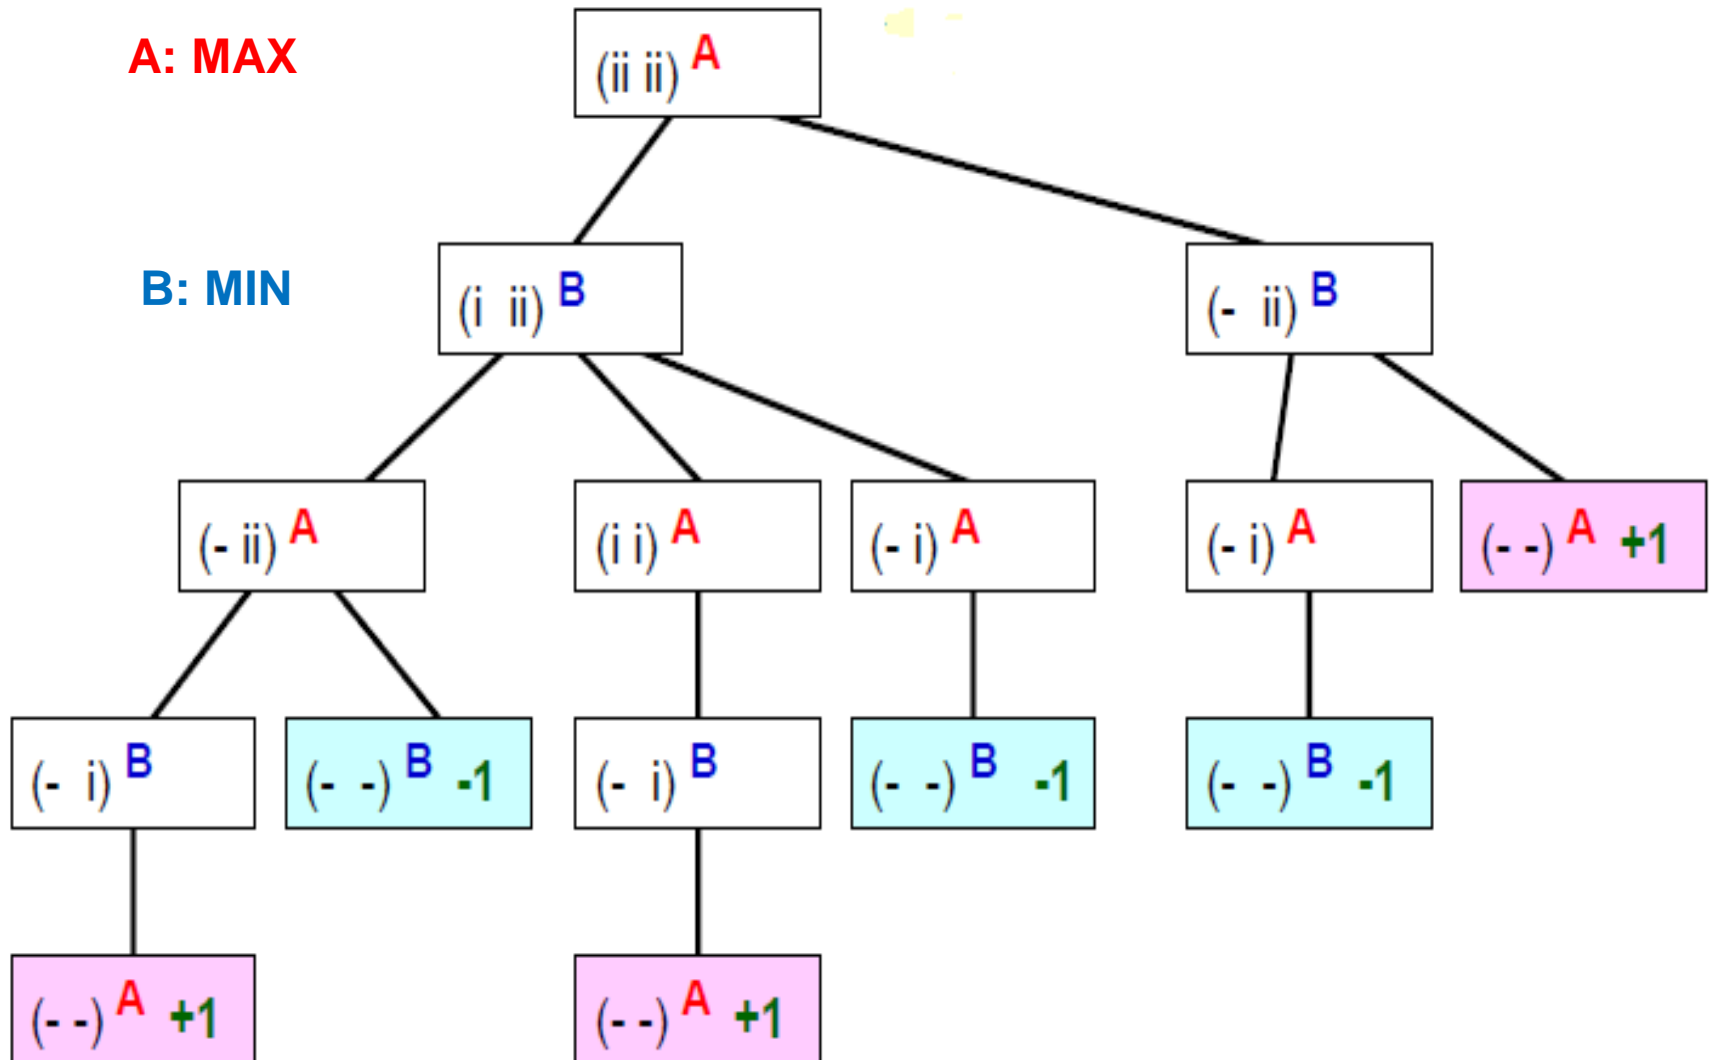 A: MAX
(ii ii) A
B: MIN
(i ii) B
(- ii) B
(- ii) A
(i i) A
(- i) A
(- i) A
(- -) A +1
(- i) B
(- -) B -1
(- i) B
(- -) B -1
(- -) B -1
(- -) A +1
(- -) A +1